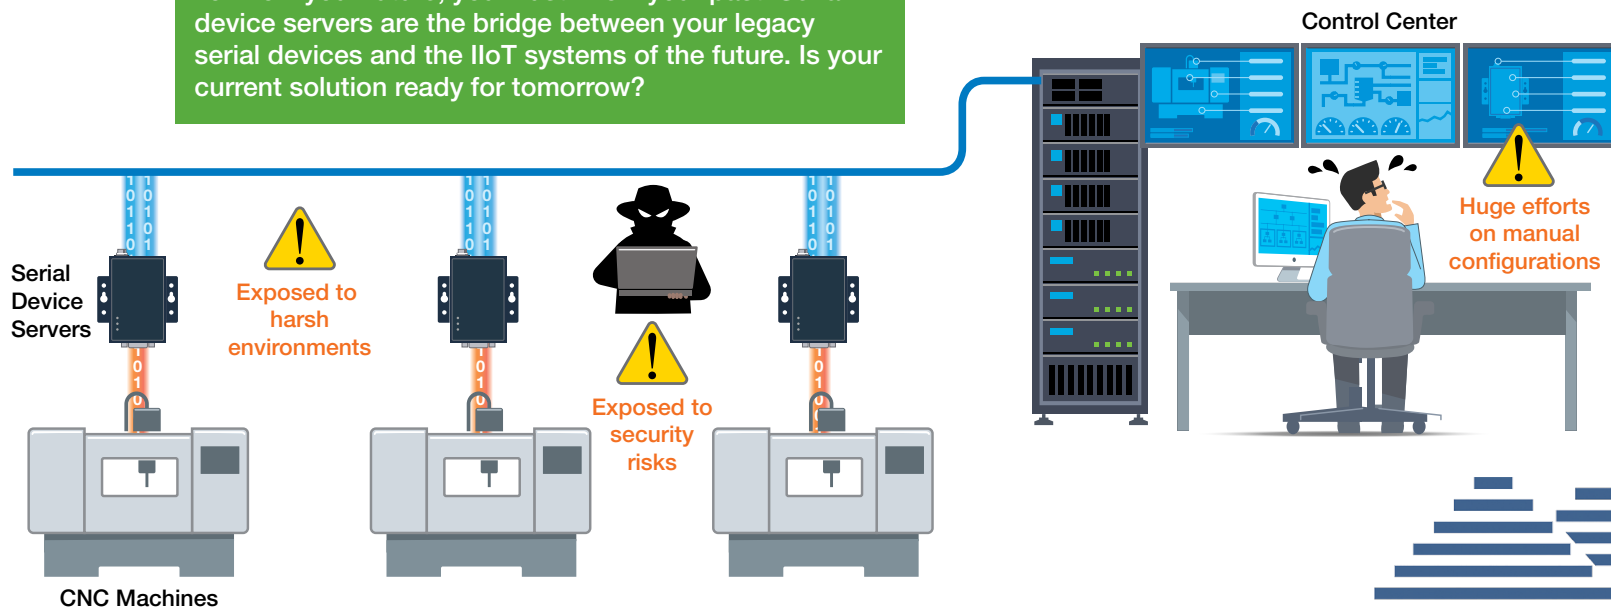 device servers are the bridge between your legacy
serial devices and the IIoT systems of the future. Is your
current solution ready for tomorrow?
Control Center
Serial
Device
Servers
Exposed to
harsh
environments
Exposed to
security
risks
Huge efforts
on manual
configurations
CNC Machines